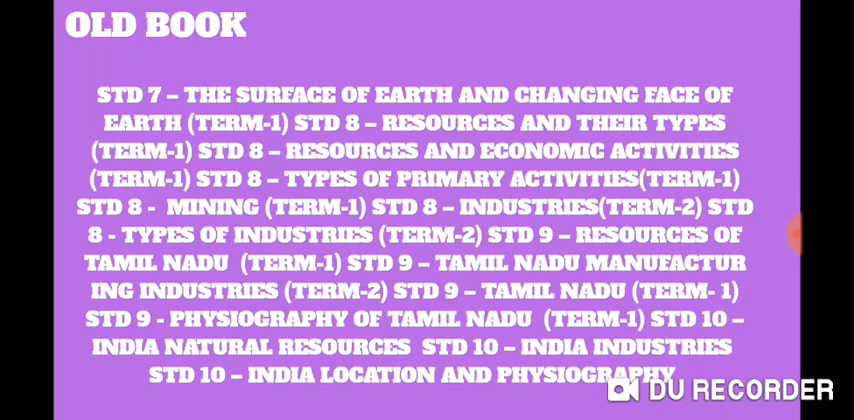 OLD BOOK
STD 7 – THE SURFACE OF EARTH AND CHANGING FACE OF
EARTH (TERM-1) STD 8 – RESOURCES AND THEIR TYPES
(TERM-1) STD 8 – RESOURCES AND ECONOMIC ACTIVITIES
(TERM-1) STD 8 – TYPES OF PRIMARY ACTIVITIES(TERM-1)
STD 8 - MINING (TERM-1) STD 8 – INDUSTRIES(TERM-2) STD
8 - TYPES OF INDUSTRIES (TERM-2) STD 9 – RESOURCES OF
TAMIL NADU (TERM-1) STD 9 – TAMIL NADU MANUFACTUR
ING INDUSTRIES (TERM-2) STD 9 – TAMIL NADU (TERM- 1)
STD 9 - PHYSIOGRAPHY OF TAMIL NADU (TERM-1) STD 10 –
INDIA NATURAL RESOURCES STD 10 – INDIA INDUSTRIES
STD 10 – INDIA LOCATION AND PHYSIOGRAPHY
DU RECORDER